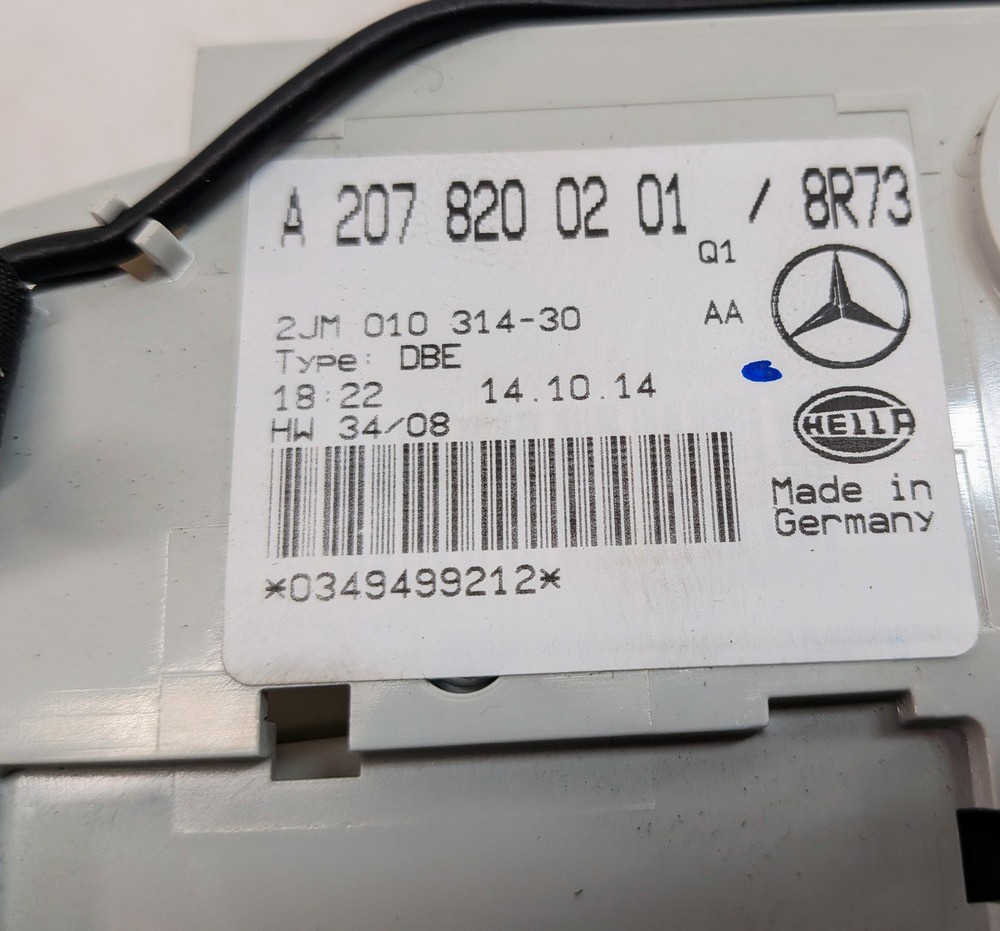 A 207 820 02 01 / 8R73
Q1
2JM 010 314-30 AA
Type: DBE
18:22 14.10.14
HW 34/08
HELLA
Made in
Germany
*0349499212*